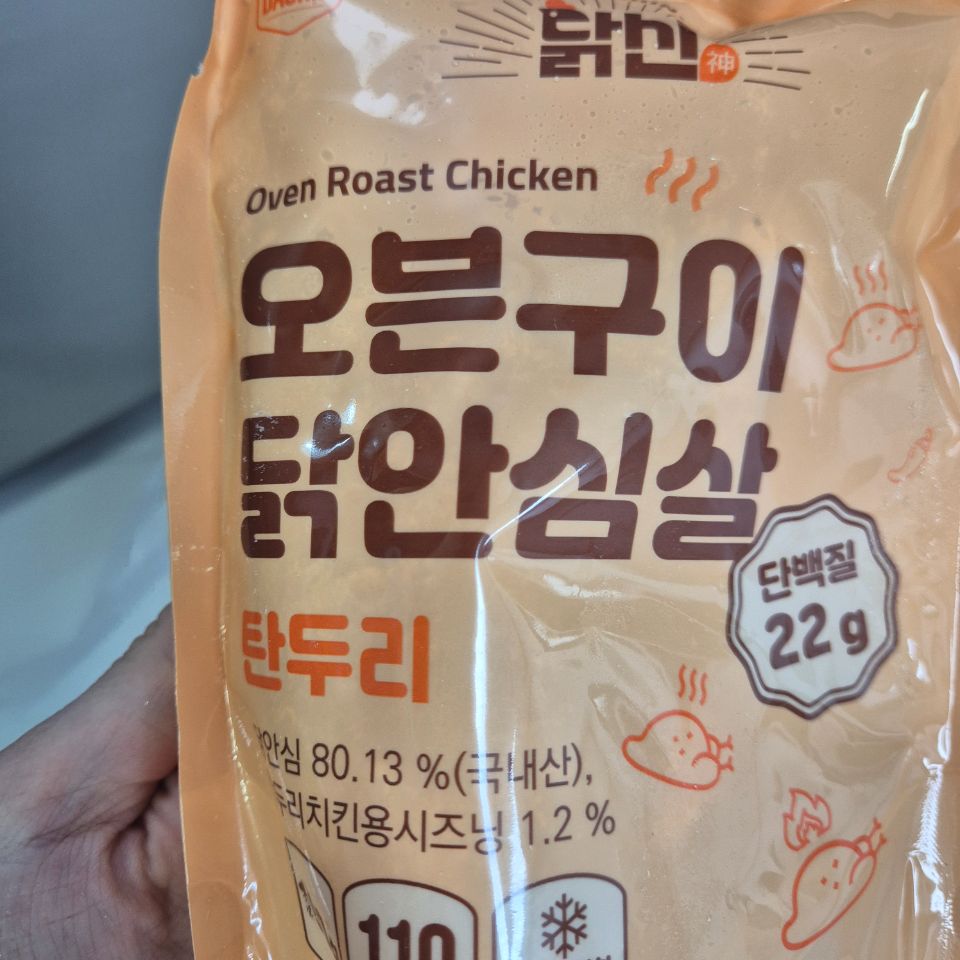 닭신
神
Oven Roast Chicken
오븐구이
닭안심살
단백질
22g
탄두리
닭안심 80.13 %(국내산),
두리치킨용시즈닝 1.2 %
110